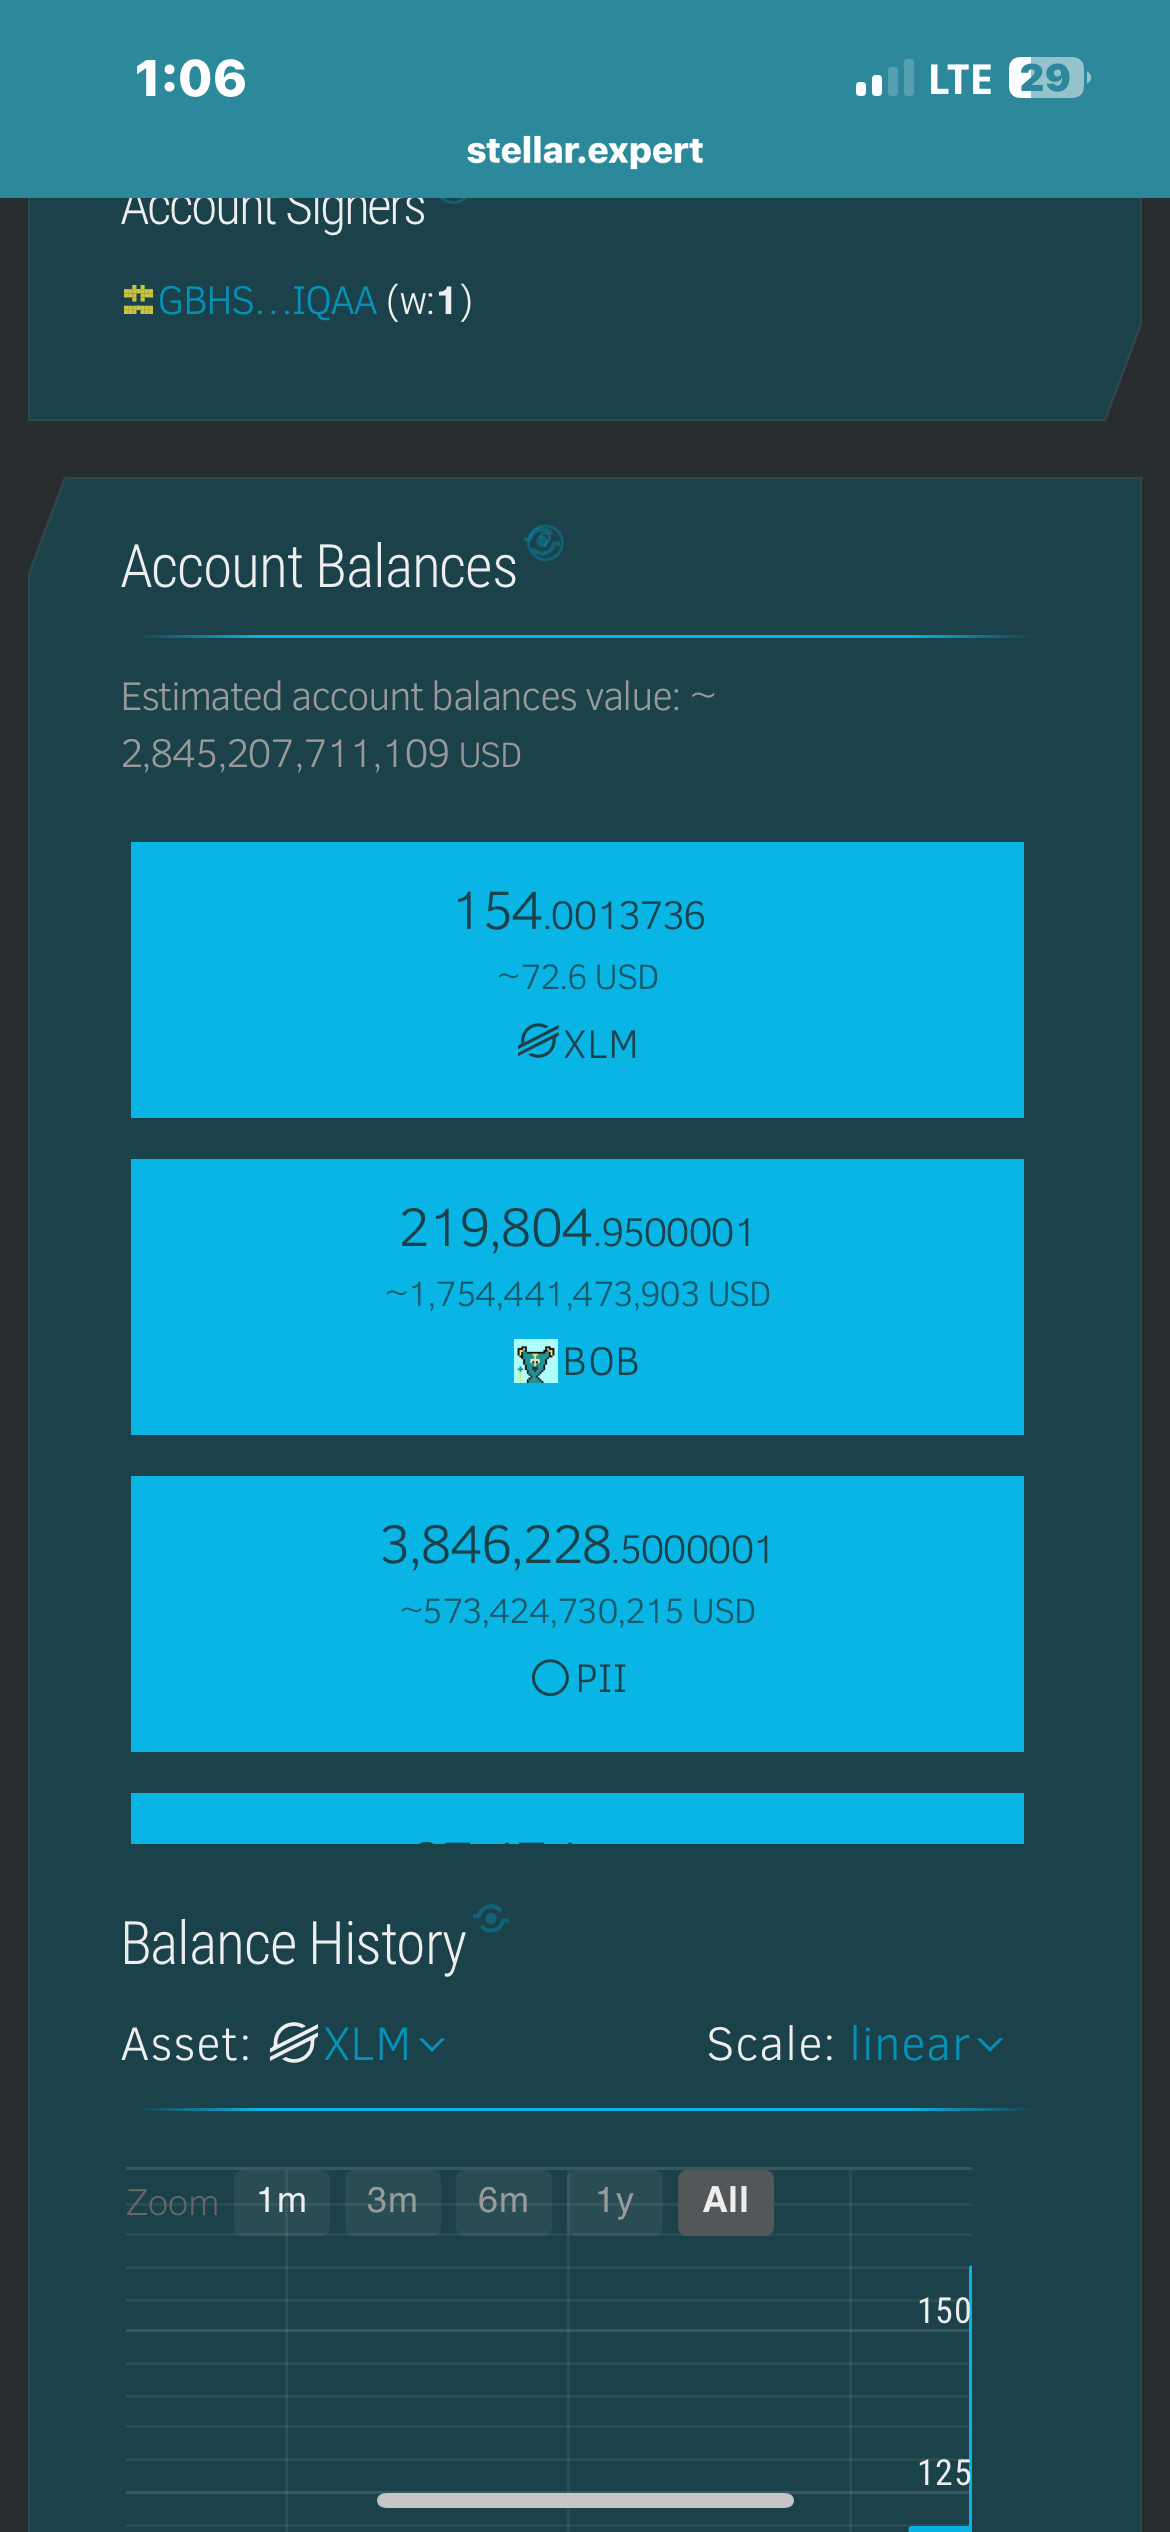 1:06
LTE 29
stellar.expert
Account Signers
GBHS...IQAA (w:1)
Account Balances
Estimated account balances value: ~
2,845,207,711,109 USD
154.0013736
~72.6 USD
XLM
219,804.9500001
~1,754,441,473,903 USD
BOB
3,846,228.5000001
~573,424,730,215 USD
PII
Balance History
Asset: XLM
Scale: linear
Zoom 1m 3m 6m 1y All
150
125